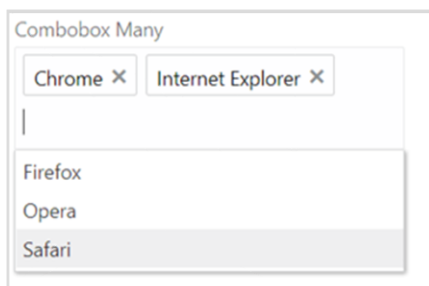 Combobox Many
Chrome × Internet Explorer ×
Firefox
Opera
Safari